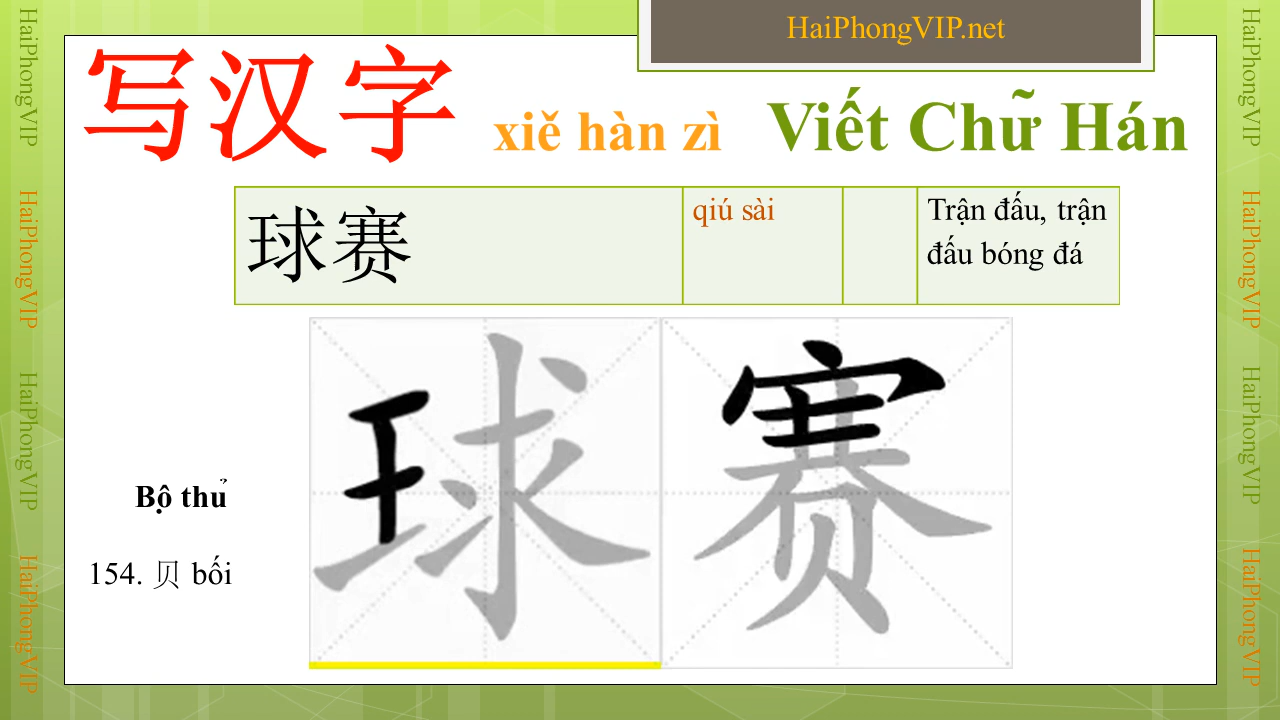 HaiPhongVIP.net
写汉字 xiě hàn zì Viết Chữ Hán
球赛 qiú sài Trận đấu, trận
đấu bóng đá
球赛
Bộ thủ
154. 贝 bối
HaiPhongVIP
HaiPhongVIP
HaiPhongVIP
HaiPhongVIP
HaiPhongVIP
HaiPhongVIP
HaiPhongVIP
HaiPhongVIP